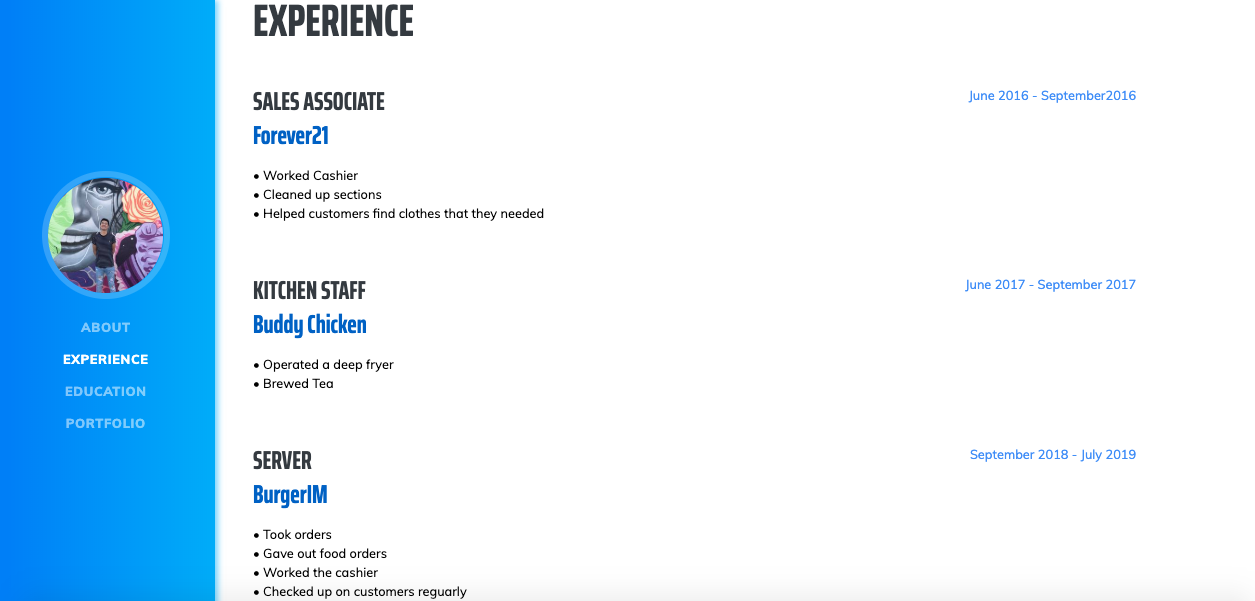 ABOUT
EXPERIENCE
EDUCATION
PORTFOLIO
EXPERIENCE
SALES ASSOCIATE
June 2016 - September2016
Forever21
• Worked Cashier
• Cleaned up sections
• Helped customers find clothes that they needed
KITCHEN STAFF
June 2017 - September 2017
Buddy Chicken
• Operated a deep fryer
• Brewed Tea
SERVER
September 2018 - July 2019
BurgerIM
• Took orders
• Gave out food orders
• Worked the cashier
• Checked up on customers reguarly